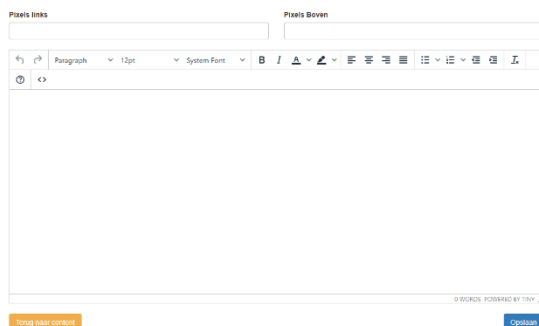 Pixels links Pixels Boven
Paragraph 12pt System Font B I A
0 WORDS POWERED BY TINY
Terug naar content Opslaan